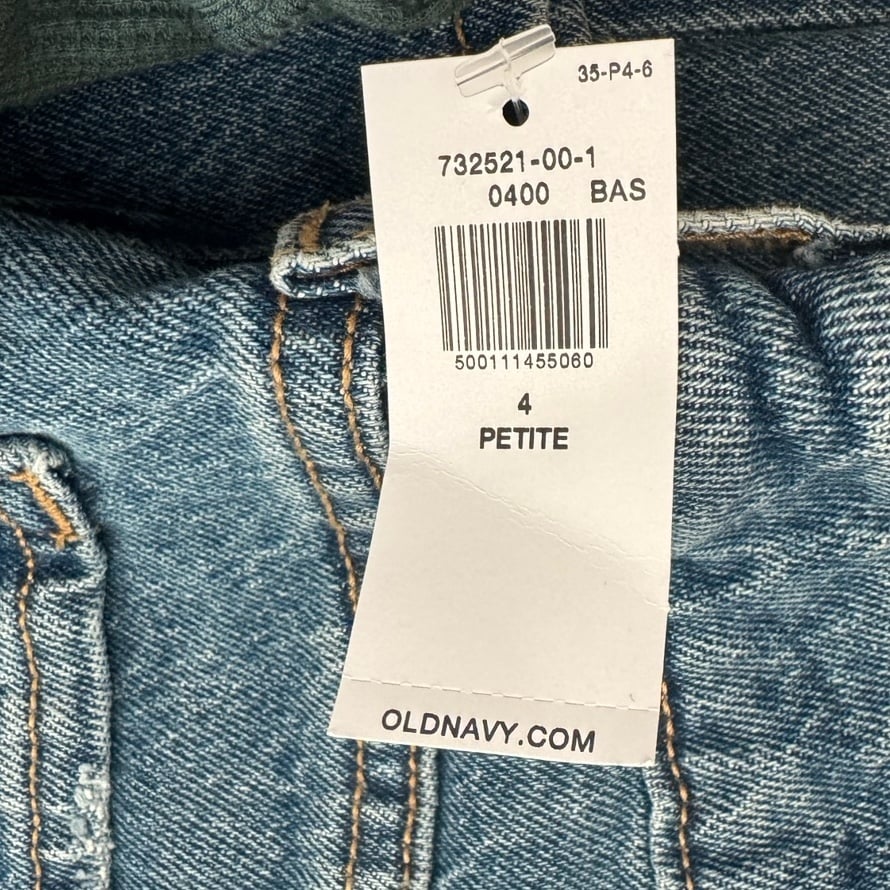 35-P4-6
732521-00-1
0400 BAS
500111455060
4
PETITE
OLDNAVY.COM